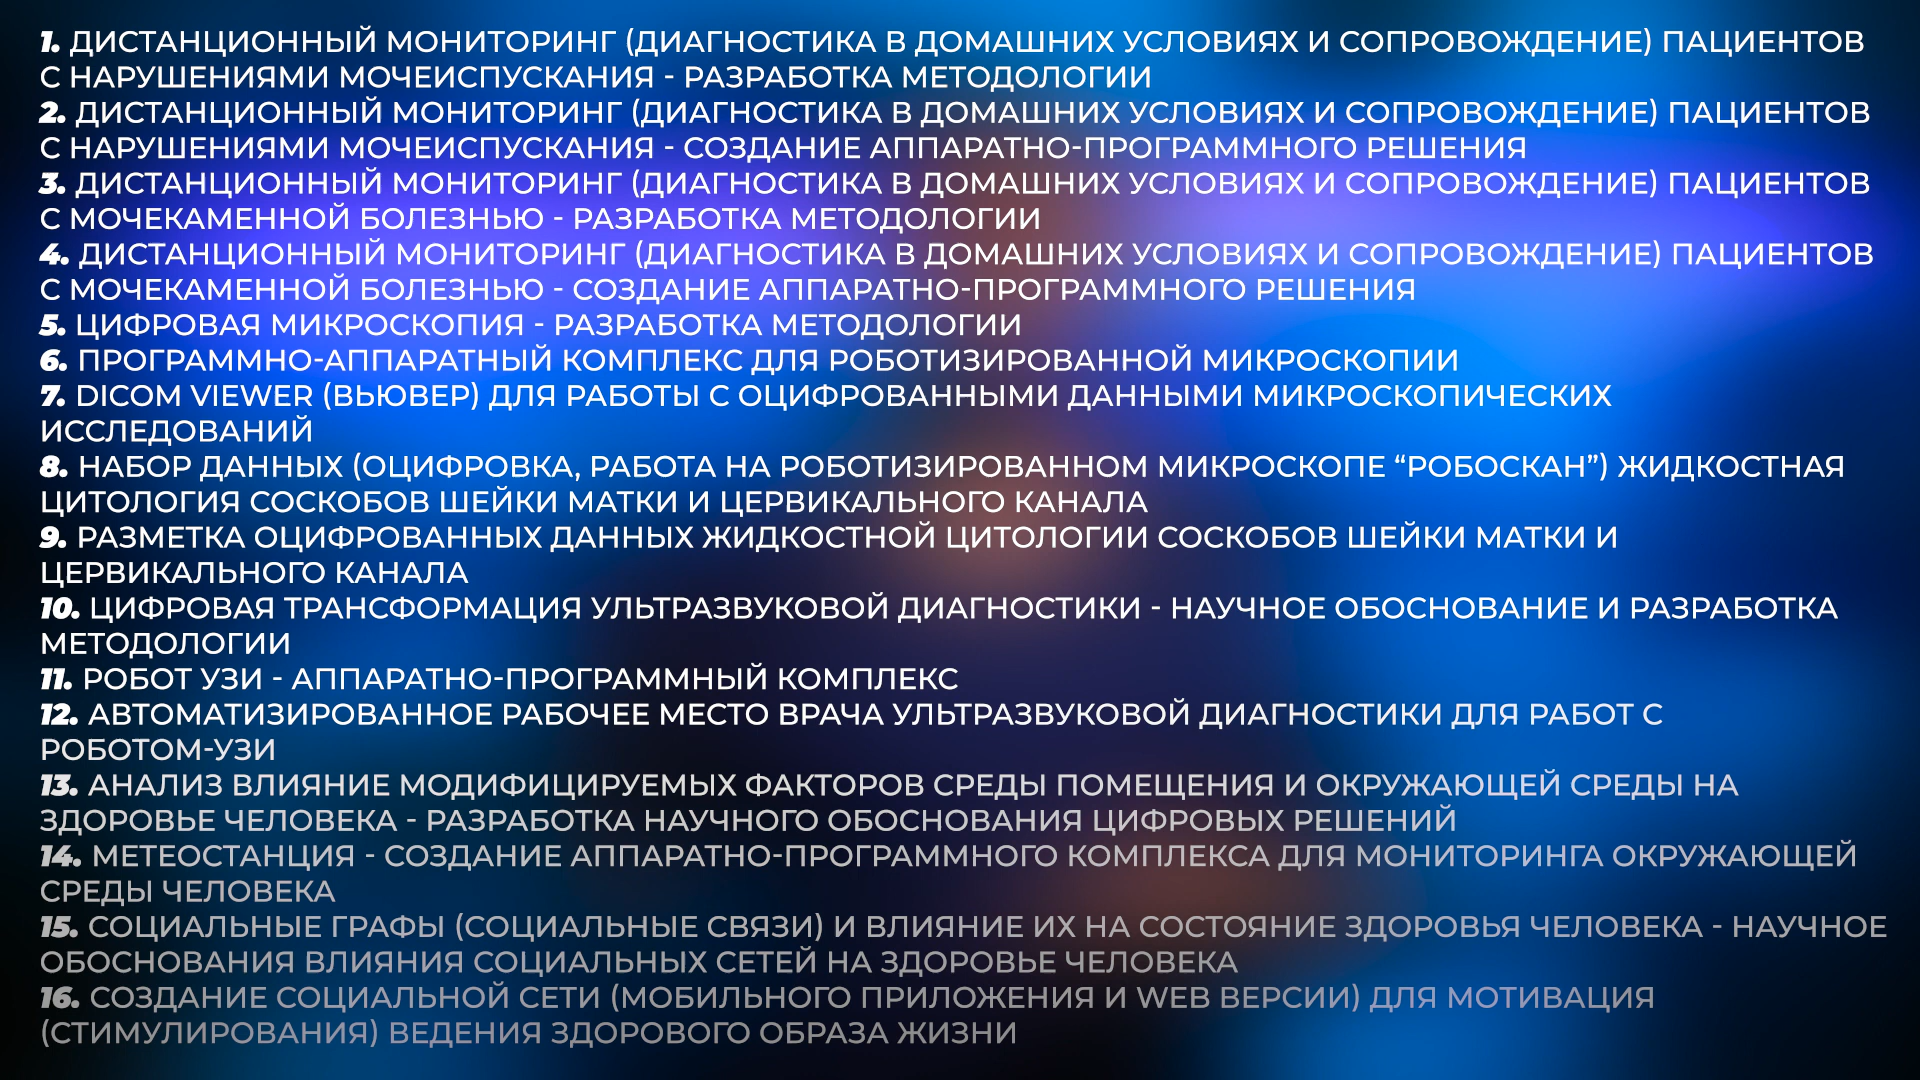 1. ДИСТАНЦИОННЫЙ МОНИТОРИНГ (ДИАГНОСТИКА В ДОМАШНИХ УСЛОВИЯХ И СОПРОВОЖДЕНИЕ) ПАЦИЕНТОВ
С НАРУШЕНИЯМИ МОЧЕИСПУСКАНИЯ - РАЗРАБОТКА МЕТОДОЛОГИИ
2. ДИСТАНЦИОННЫЙ МОНИТОРИНГ (ДИАГНОСТИКА В ДОМАШНИХ УСЛОВИЯХ И СОПРОВОЖДЕНИЕ) ПАЦИЕНТОВ
С НАРУШЕНИЯМИ МОЧЕИСПУСКАНИЯ - СОЗДАНИЕ АППАРАТНО-ПРОГРАММНОГО РЕШЕНИЯ
3. ДИСТАНЦИОННЫЙ МОНИТОРИНГ (ДИАГНОСТИКА В ДОМАШНИХ УСЛОВИЯХ И СОПРОВОЖДЕНИЕ) ПАЦИЕНТОВ
С МОЧЕКАМЕННОЙ БОЛЕЗНЬЮ - РАЗРАБОТКА МЕТОДОЛОГИИ
4. ДИСТАНЦИОННЫЙ МОНИТОРИНГ (ДИАГНОСТИКА В ДОМАШНИХ УСЛОВИЯХ И СОПРОВОЖДЕНИЕ) ПАЦИЕНТОВ
С МОЧЕКАМЕННОЙ БОЛЕЗНЬЮ - СОЗДАНИЕ АППАРАТНО-ПРОГРАММНОГО РЕШЕНИЯ
5. ЦИФРОВАЯ МИКРОСКОПИЯ - РАЗРАБОТКА МЕТОДОЛОГИИ
6. ПРОГРАММНО-АППАРАТНЫЙ КОМПЛЕКС ДЛЯ РОБОТИЗИРОВАННОЙ МИКРОСКОПИИ
7. DICOM VIEWER (ВЬЮВЕР) ДЛЯ РАБОТЫ С ОЦИФРОВАННЫМИ ДАННЫМИ МИКРОСКОПИЧЕСКИХ
ИССЛЕДОВАНИЙ
8. НАБОР ДАННЫХ (ОЦИФРОВКА, РАБОТА НА РОБОТИЗИРОВАННОМ МИКРОСКОПЕ “РОБОСКАН”) ЖИДКОСТНАЯ
ЦИТОЛОГИЯ СОСКОБОВ ШЕЙКИ МАТКИ И ЦЕРВИКАЛЬНОГО КАНАЛА
9. РАЗМЕТКА ОЦИФРОВАННЫХ ДАННЫХ ЖИДКОСТНОЙ ЦИТОЛОГИИ СОСКОБОВ ШЕЙКИ МАТКИ И
ЦЕРВИКАЛЬНОГО КАНАЛА
10. ЦИФРОВАЯ ТРАНСФОРМАЦИЯ УЛЬТРАЗВУКОВОЙ ДИАГНОСТИКИ - НАУЧНОЕ ОБОСНОВАНИЕ И РАЗРАБОТКА
МЕТОДОЛОГИИ
11. РОБОТ УЗИ - АППАРАТНО-ПРОГРАММНЫЙ КОМПЛЕКС
12. АВТОМАТИЗИРОВАННОЕ РАБОЧЕЕ МЕСТО ВРАЧА УЛЬТРАЗВУКОВОЙ ДИАГНОСТИКИ ДЛЯ РАБОТ С
РОБОТОМ-УЗИ
13. АНАЛИЗ ВЛИЯНИЕ МОДИФИЦИРУЕМЫХ ФАКТОРОВ СРЕДЫ ПОМЕЩЕНИЯ И ОКРУЖАЮЩЕЙ СРЕДЫ НА
ЗДОРОВЬЕ ЧЕЛОВЕКА - РАЗРАБОТКА НАУЧНОГО ОБОСНОВАНИЯ ЦИФРОВЫХ РЕШЕНИЙ
14. МЕТЕОСТАНЦИЯ - СОЗДАНИЕ АППАРАТНО-ПРОГРАММНОГО КОМПЛЕКСА ДЛЯ МОНИТОРИНГА ОКРУЖАЮЩЕЙ
СРЕДЫ ЧЕЛОВЕКА
15. СОЦИАЛЬНЫЕ ГРАФЫ (СОЦИАЛЬНЫЕ СВЯЗИ) И ВЛИЯНИЕ ИХ НА СОСТОЯНИЕ ЗДОРОВЬЯ ЧЕЛОВЕКА - НАУЧНОЕ
ОБОСНОВАНИЯ ВЛИЯНИЯ СОЦИАЛЬНЫХ СЕТЕЙ НА ЗДОРОВЬЕ ЧЕЛОВЕКА
16. СОЗДАНИЕ СОЦИАЛЬНОЙ СЕТИ (МОБИЛЬНОГО ПРИЛОЖЕНИЯ И WEB ВЕРСИИ) ДЛЯ МОТИВАЦИЯ
(СТИМУЛИРОВАНИЯ) ВЕДЕНИЯ ЗДОРОВОГО ОБРАЗА ЖИЗНИ